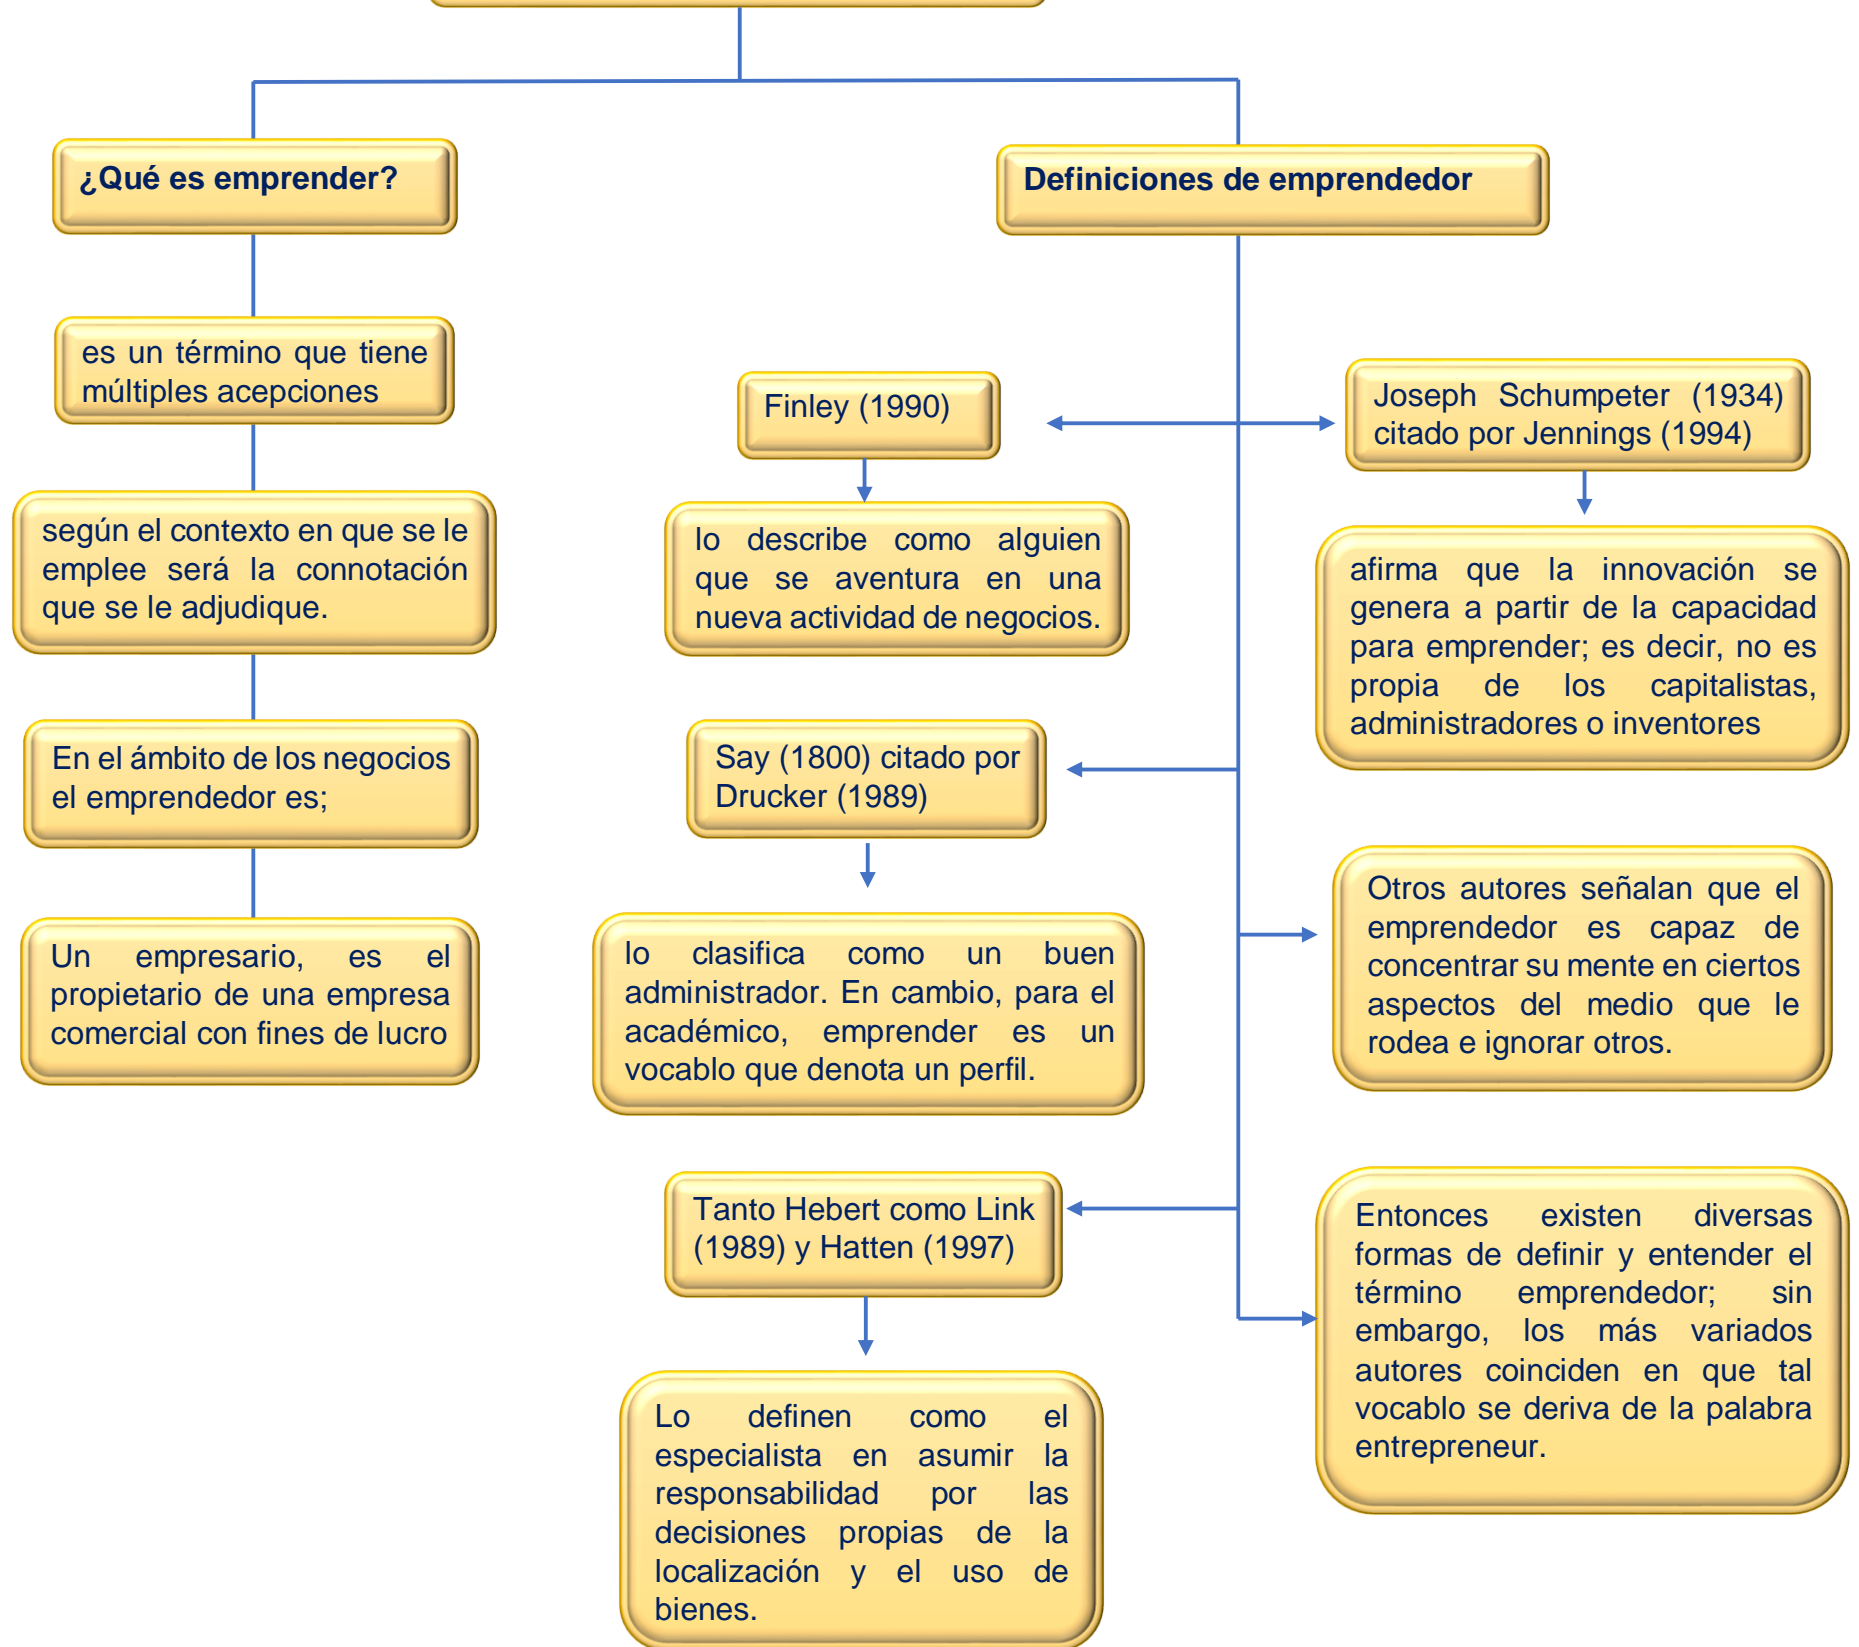 ¿Qué es emprender?
es un término que tiene
múltiples acepciones
según el contexto en que se le
emplee será la connotación
que se le adjudique.
En el ámbito de los negocios
el emprendedor es;
Un empresario, es el
propietario de una empresa
comercial con fines de lucro
Definiciones de emprendedor
Finley (1990)
lo describe como alguien
que se aventura en una
nueva actividad de negocios.
Joseph Schumpeter (1934)
citado por Jennings (1994)
afirma que la innovación se
genera a partir de la capacidad
para emprender; es decir, no es
propia de los capitalistas,
administradores o inventores
Say (1800) citado por
Drucker (1989)
lo clasifica como un buen
administrador. En cambio, para el
académico, emprender es un
vocablo que denota un perfil.
Otros autores señalan que el
emprendedor es capaz de
concentrar su mente en ciertos
aspectos del medio que le
rodea e ignorar otros.
Tanto Hebert como Link
(1989) y Hatten (1997)
Lo definen como el
especialista en asumir la
responsabilidad por las
decisiones propias de la
localización y el uso de
bienes.
Entonces existen diversas
formas de definir y entender el
término emprendedor; sin
embargo, los más variados
autores coinciden en que tal
vocablo se deriva de la palabra
entrepreneur.